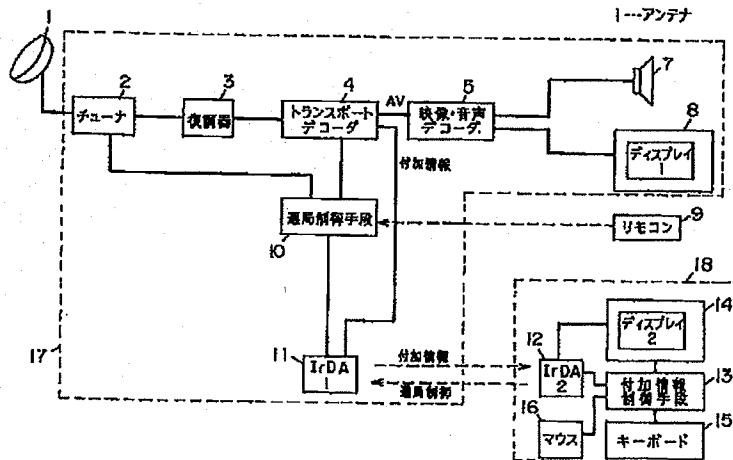 1
1---アンテナ
2
チューナ
3
復調器
4
トランスポート
デコーダ
AV
5
映像・音声
デコーダ
7
8
ディスプレイ
1
付加情報
選局制御手段
10
リモコン
9
18
14
ディスプレイ
2
17
11
IrDA
1
付加情報
選局制御
12
IrDA
2
付加情報
制御手段
13
16
マウス
キーボード
15